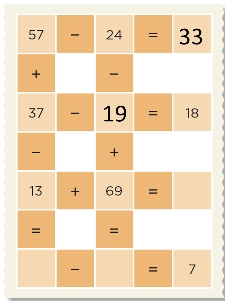 57 − 24 = 33
+ −
37 − 19 = 18
− +
13 + 69 =
= =
− = 7